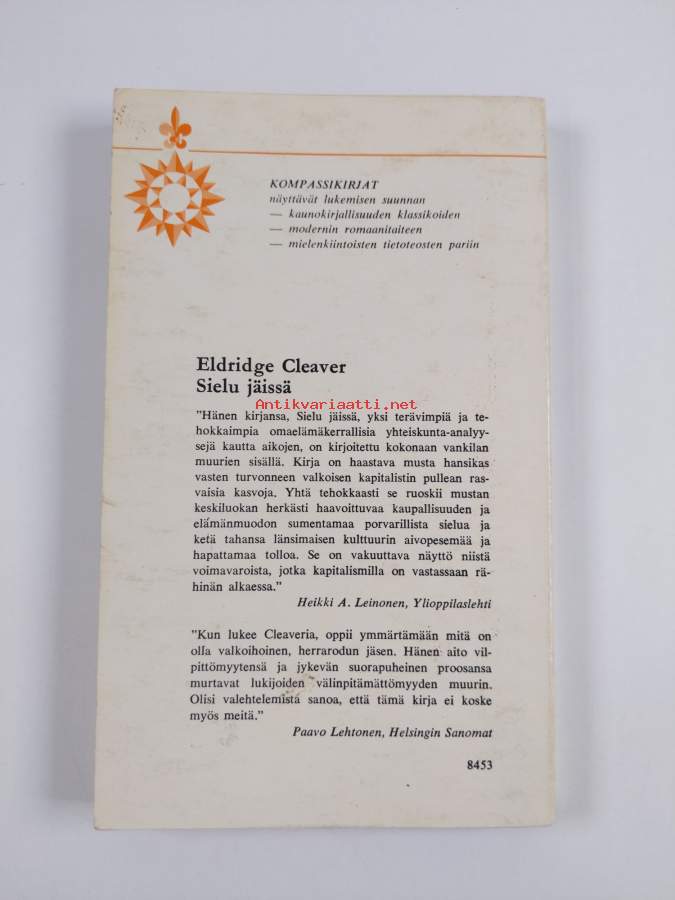 KOMPASSIKIRJAT
näyttävät lukemisen suunnan
— kaunokirjallisuuden klassikoiden
— modernin romaanitaiteen
— mielenkiintoisten tietoteosten pariin
Eldridge Cleaver
Sielu jäissä
Antikvariaatti.net
"Hänen kirjansa, Sielu jäissä, yksi terävimpiä ja te-
hokkaimpia omaelämäkerrallisia yhteiskunta-analyy-
sejä kautta aikojen, on kirjoitettu kokonaan vankilan
muurien sisällä. Kirja on haastava musta hansikas
vasten turvonneen valkoisen kapitalistin pullean ras-
vaisia kasvoja. Yhtä tehokkaasti se ruoskii mustan
keskiluokan herkästi haavoittuvaa kaupallisuuden ja
elämänmuodon sumentamaa porvarillista sielua ja
ketä tahansa länsimaisen kulttuurin aivopesemää ja
hapattamaa tolloa. Se on vakuuttava näyttö niistä
voimavaroista, jotka kapitalismilla on vastassaan rä-
hinän alkaessa."
Heikki A. Leinonen, Ylioppilaslehti
"Kun lukee Cleaveria, oppii ymmärtämään mitä on
olla valkoihoinen, herrarodun jäsen. Hänen aito vil-
pittömyytensä ja jykevän suorapuheinen proosansa
murtavat lukijoiden välinpitämättömyyden muurin.
Olisi valehtelemista sanoa, että tämä kirja ei koske
myös meitä."
Paavo Lehtonen, Helsingin Sanomat
8453